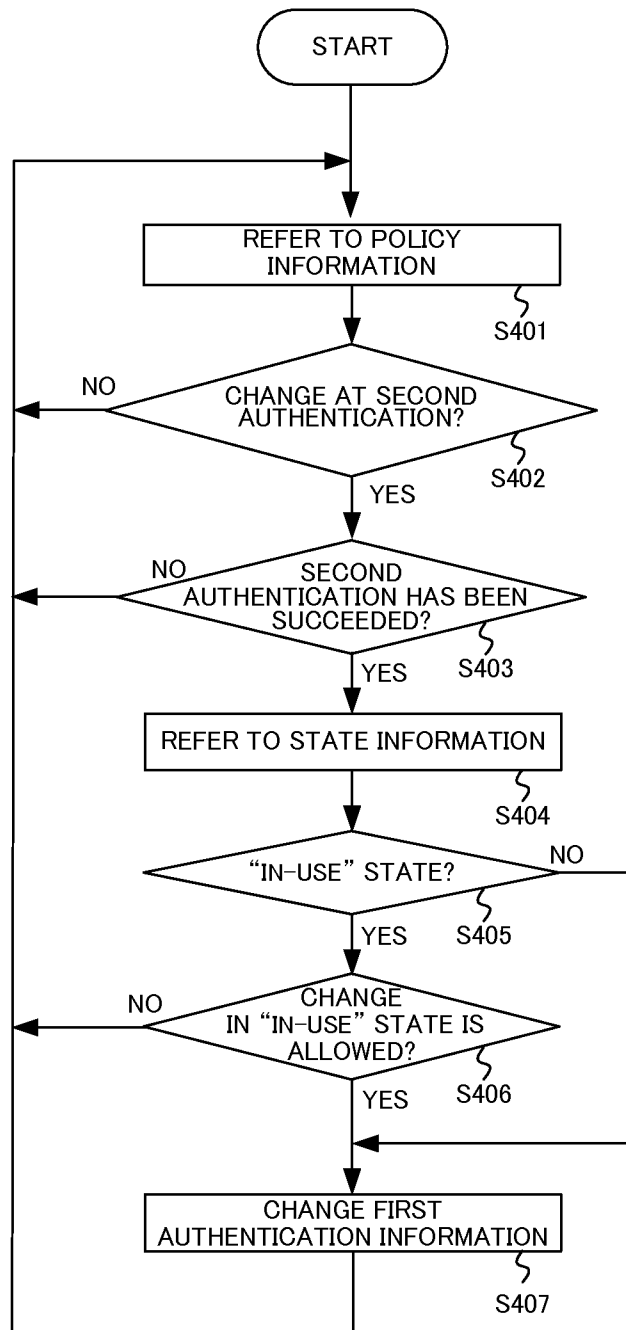 START
REFER TO POLICY
INFORMATION
S401
NO
CHANGE AT SECOND
AUTHENTICATION?
S402
YES
NO
SECOND
AUTHENTICATION HAS BEEN
SUCCEEDED?
S403
YES
REFER TO STATE INFORMATION
S404
“IN-USE” STATE?
NO
S405
YES
NO
CHANGE
IN “IN-USE” STATE IS
ALLOWED?
S406
YES
CHANGE FIRST
AUTHENTICATION INFORMATION
S407